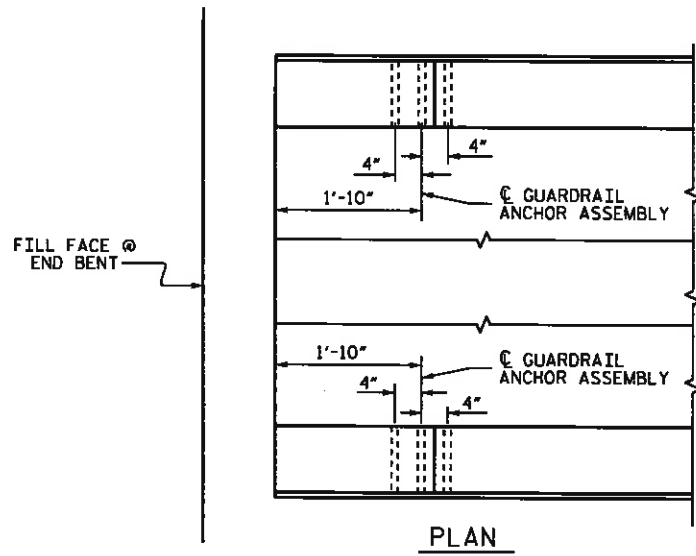 4"
4"
1'-10"
℄ GUARDRAIL
ANCHOR ASSEMBLY
FILL FACE @
END BENT
1'-10"
℄ GUARDRAIL
ANCHOR ASSEMBLY
4"
4"
PLAN